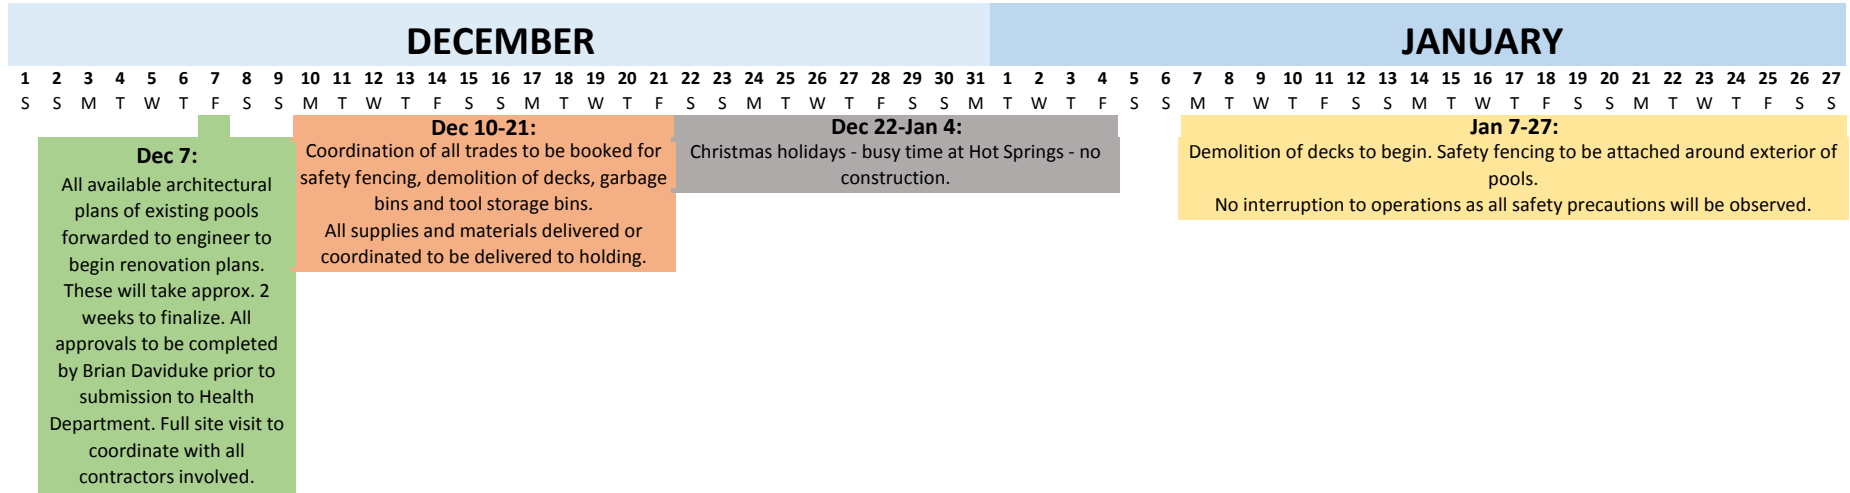 DECEMBER JANUARY
1 2 3 4 5 6 7 8 9 10 11 12 13 14 15 16 17 18 19 20 21 22 23 24 25 26 27 28 29 30 31 1 2 3 4 5 6 7 8 9 10 11 12 13 14 15 16 17 18 19 20 21 22 23 24 25 26 27
S S M T W T F S S M T W T F S S M T W T F S S M T W T F S S M T W T F S S M T W T F S S M T W T F S S M T W T F S S
Dec 7:
All available architectural
plans of existing pools
forwarded to engineer to
begin renovation plans.
These will take approx. 2
weeks to finalize. All
approvals to be completed
by Brian Daviduke prior to
submission to Health
Department. Full site visit to
coordinate with all
contractors involved.
Dec 10-21:
Coordination of all trades to be booked for
safety fencing, demolition of decks, garbage
bins and tool storage bins.
All supplies and materials delivered or
coordinated to be delivered to holding.
Dec 22-Jan 4:
Christmas holidays - busy time at Hot Springs - no
construction.
Jan 7-27:
Demolition of decks to begin. Safety fencing to be attached around exterior of
pools.
No interruption to operations as all safety precautions will be observed.